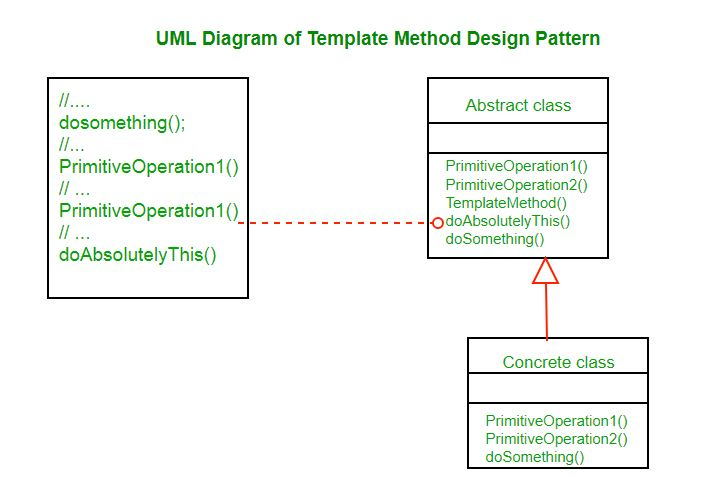 UML Diagram of Template Method Design Pattern
//....
dosomething();
//...
PrimitiveOperation1()
// ...
PrimitiveOperation1()
// ...
doAbsolutelyThis()
Abstract class
PrimitiveOperation1()
PrimitiveOperation2()
TemplateMethod()
doAbsolutelyThis()
doSomething()
Concrete class
PrimitiveOperation1()
PrimitiveOperation2()
doSomething()